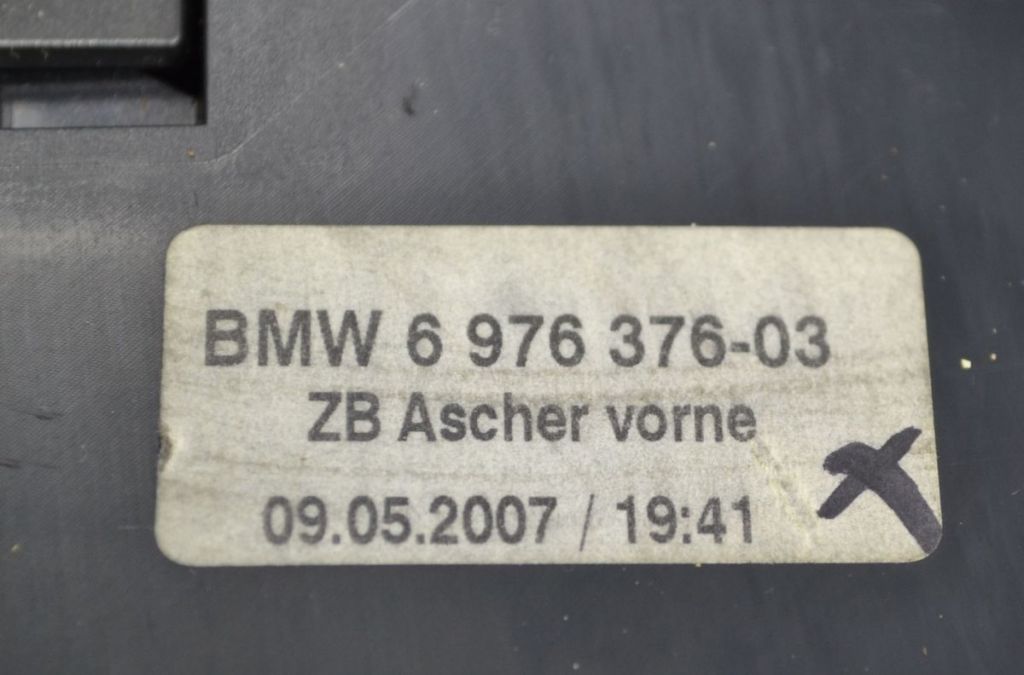 BMW 6 976 376-03
ZB Ascher vorne
09.05.2007 / 19:41